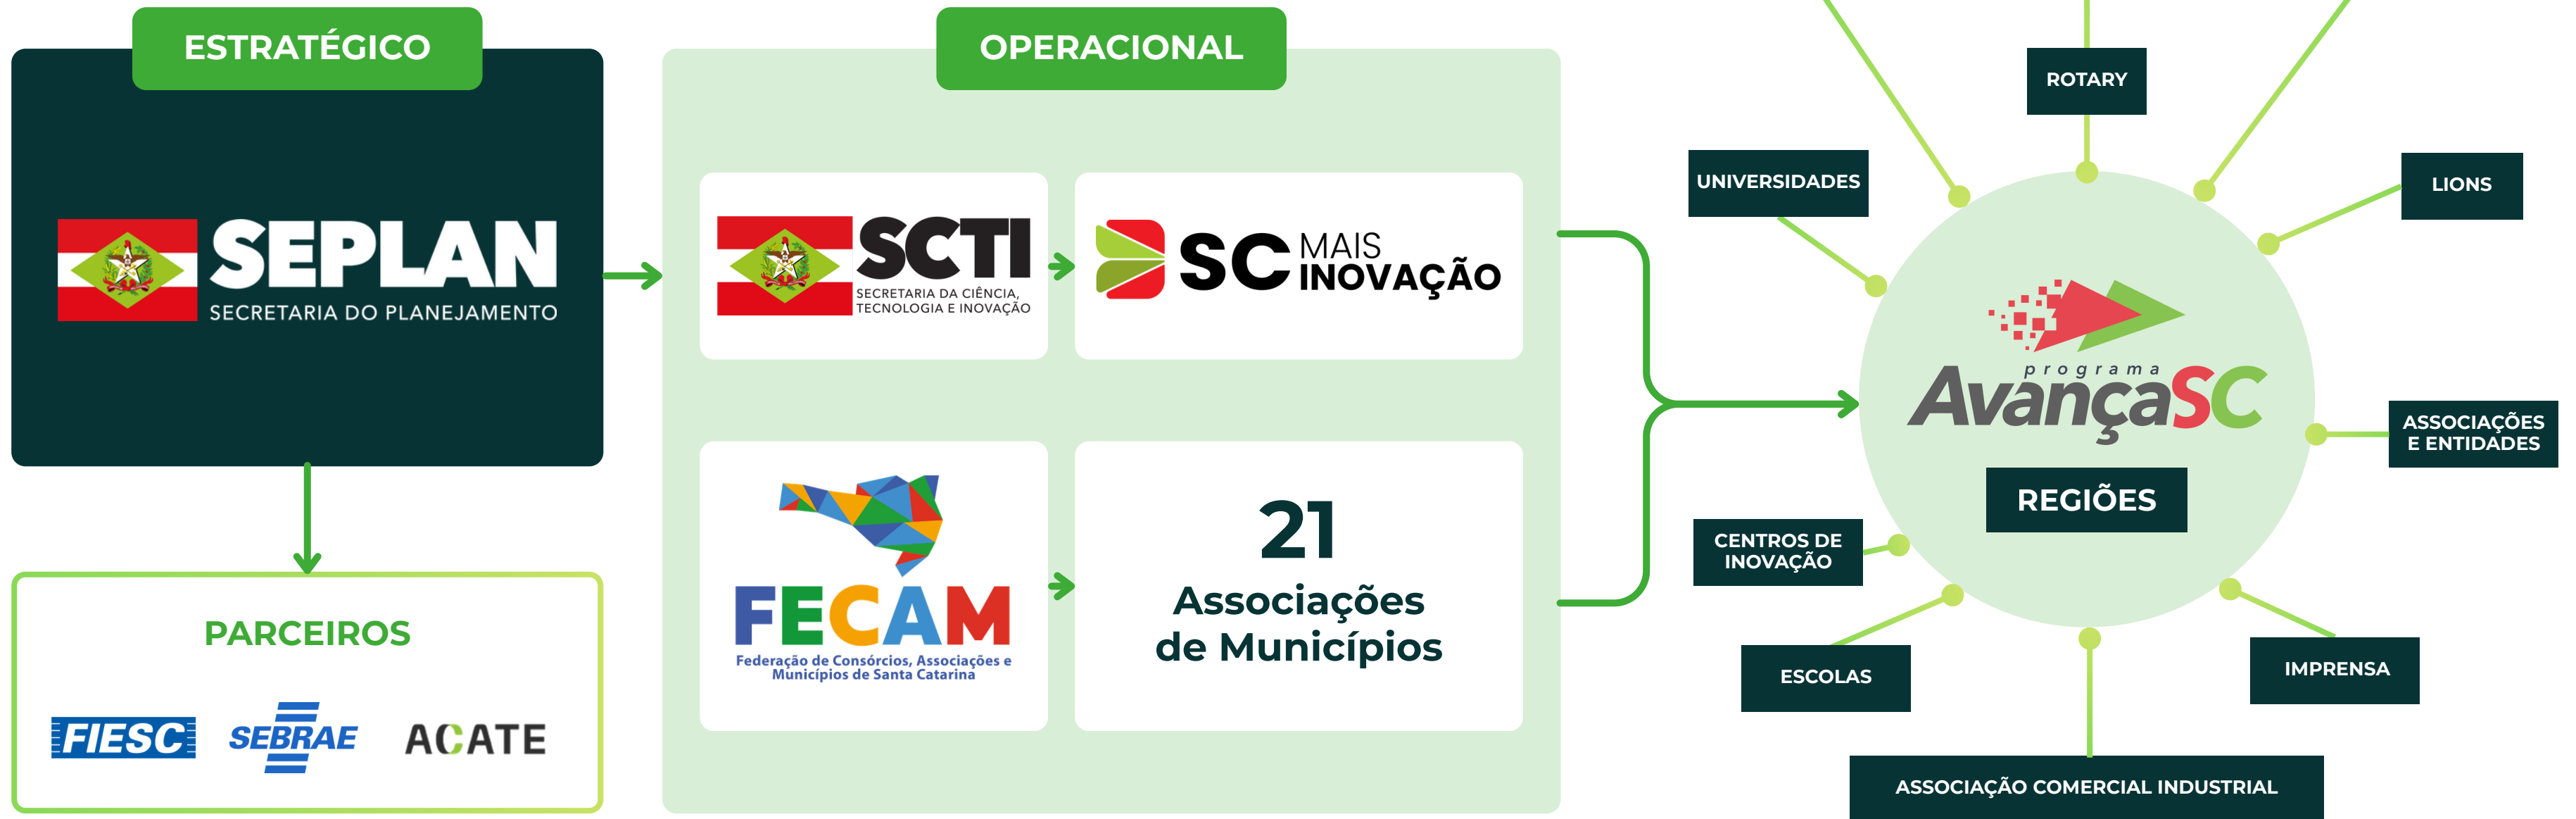 ESTRATÉGICO
SEPLAN
SECRETARIA DO PLANEJAMENTO
PARCEIROS
FIESC
SEBRAE
ACATE
OPERACIONAL
SCTI
SECRETARIA DA CIÊNCIA,
TECNOLOGIA E INOVAÇÃO
SC MAIS
INOVAÇÃO
FECAM
Federação de Consórcios, Associações e
Municípios de Santa Catarina
21
Associações
de Municípios
ROTARY
UNIVERSIDADES
LIONS
programa
AvançaSC
REGIÕES
ASSOCIAÇÕES
E ENTIDADES
CENTROS DE
INOVAÇÃO
ESCOLAS
IMPRENSA
ASSOCIAÇÃO COMERCIAL INDUSTRIAL